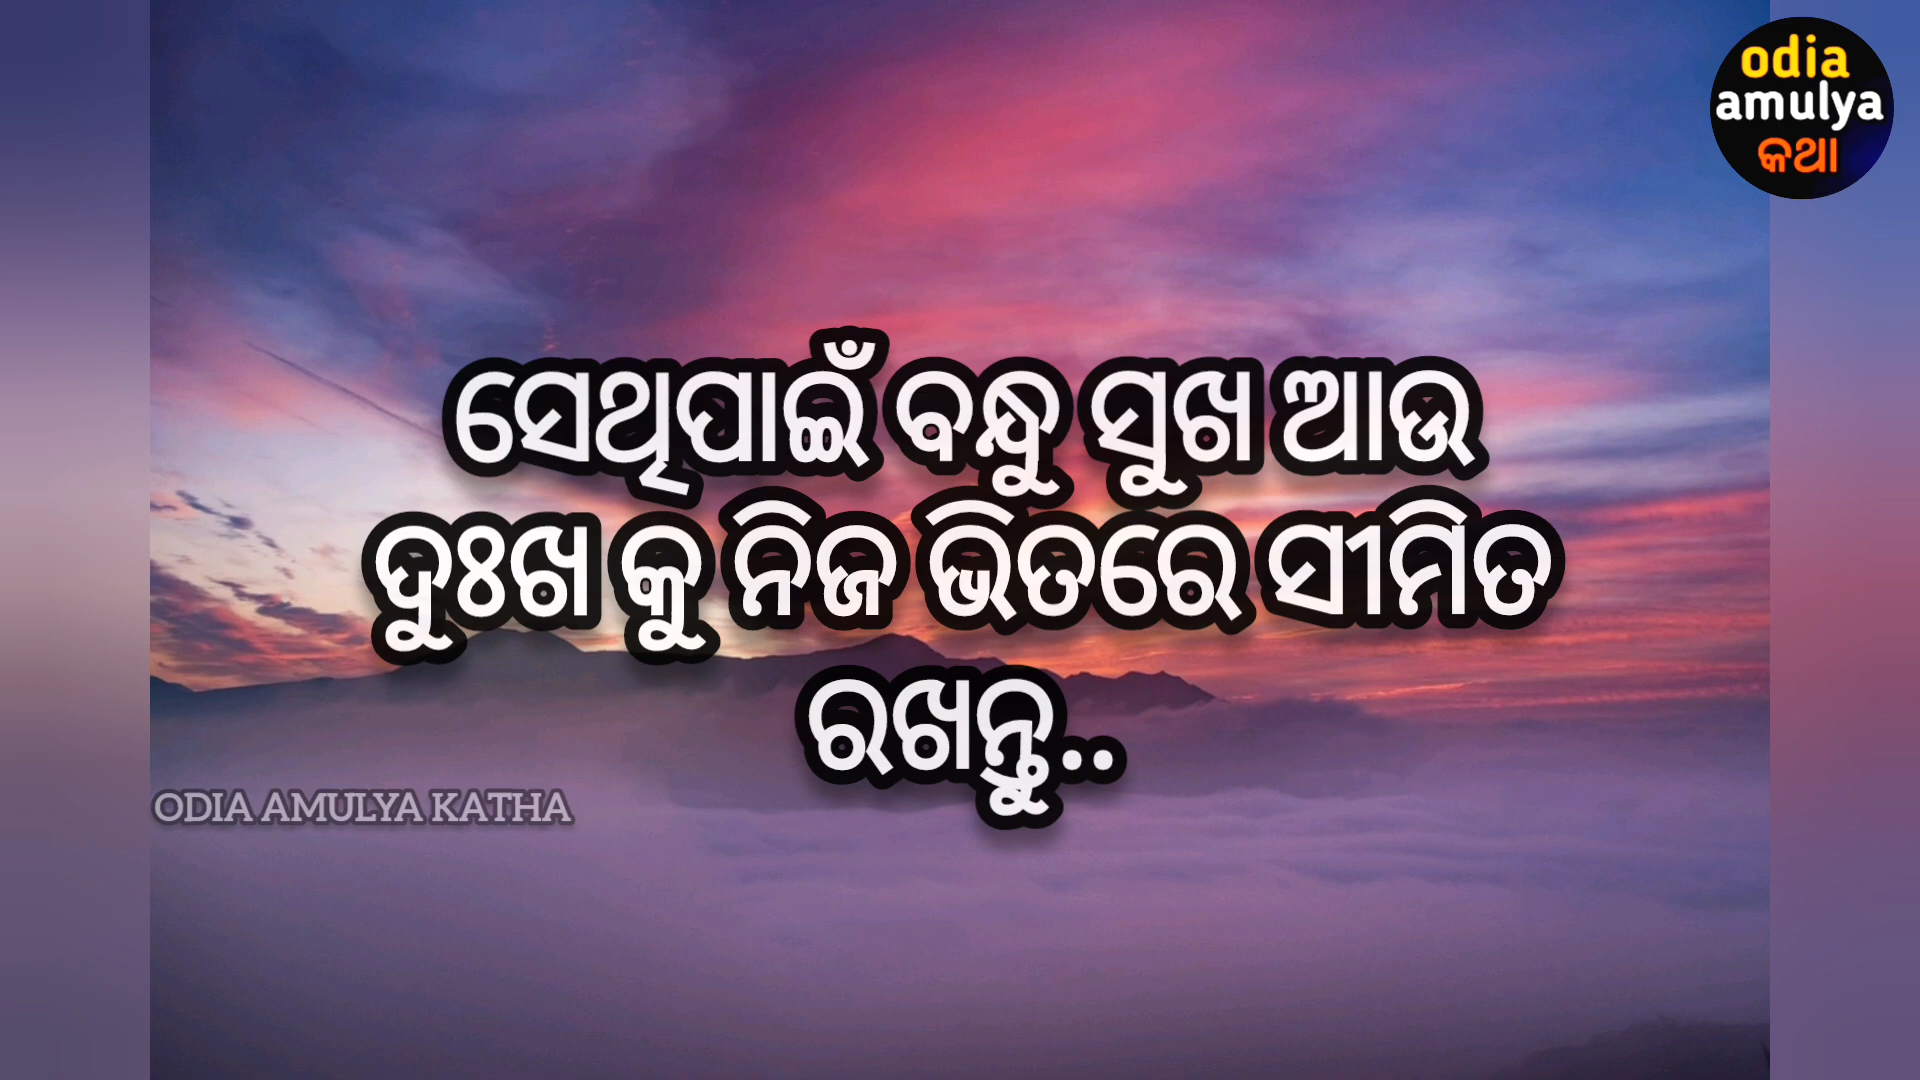 odia
amulya
କଥା
ସେଥିପାଇଁ ବନ୍ଧୁ ସୁଖ ଆଉ
ଦୁଃଖ କୁ ନିଜ ଭିତରେ ସୀମିତ
ରଖନ୍ତୁ..
ODIA AMULYA KATHA